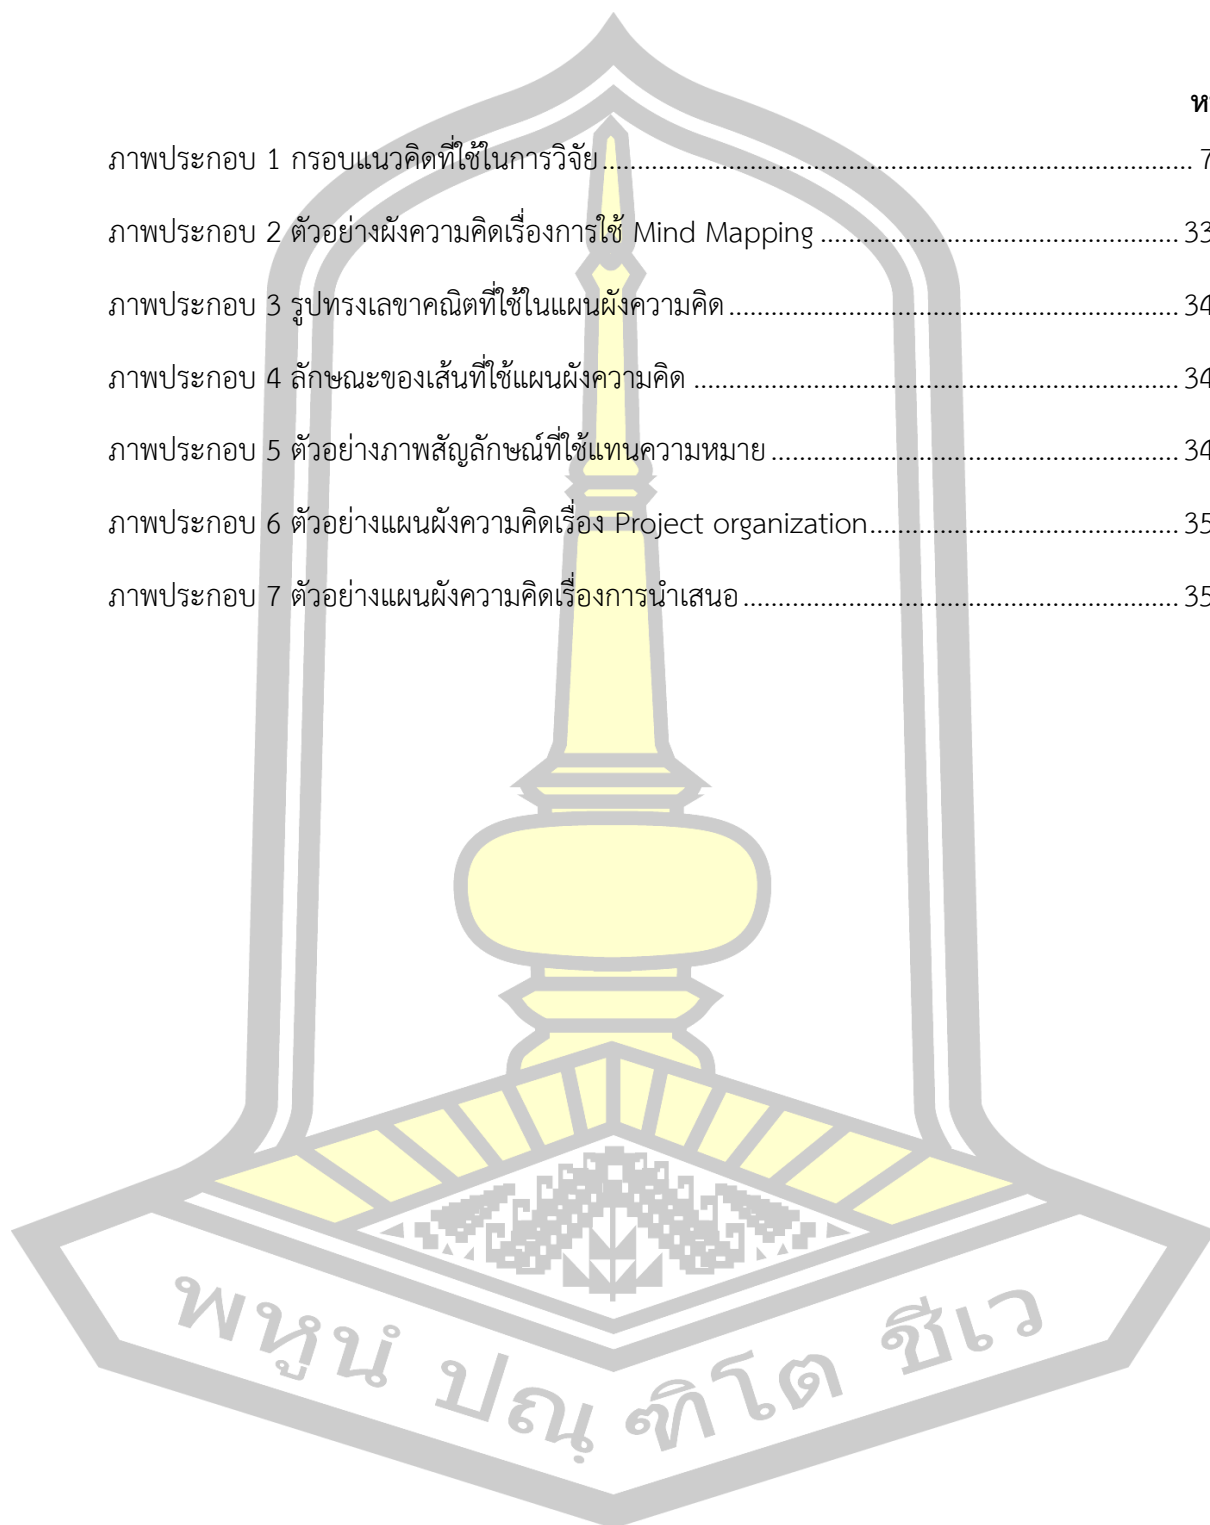 ภาพประกอบ 1 กรอบแนวคิดที่ใช้ในการวิจัย........................................................................ 7
ภาพประกอบ 2 ตัวอย่างผังความคิดเรื่องการใช้ Mind Mapping ............................................ 33
ภาพประกอบ 3 รูปทรงเลขาคณิตที่ใช้ในแผนผังความคิด....................................................... 34
ภาพประกอบ 4 ลักษณะของเส้นที่ใช้แผนผังความคิด ........................................................... 34
ภาพประกอบ 5 ตัวอย่างภาพสัญลักษณ์ที่ใช้แทนความหมาย.................................................. 34
ภาพประกอบ 6 ตัวอย่างแผนผังความคิดเรื่อง Project organization...................................... 35
ภาพประกอบ 7 ตัวอย่างแผนผังความคิดเรื่องการนำเสนอ ..................................................... 35
พหูนํ ปณฺ ฑิโต ชีเว